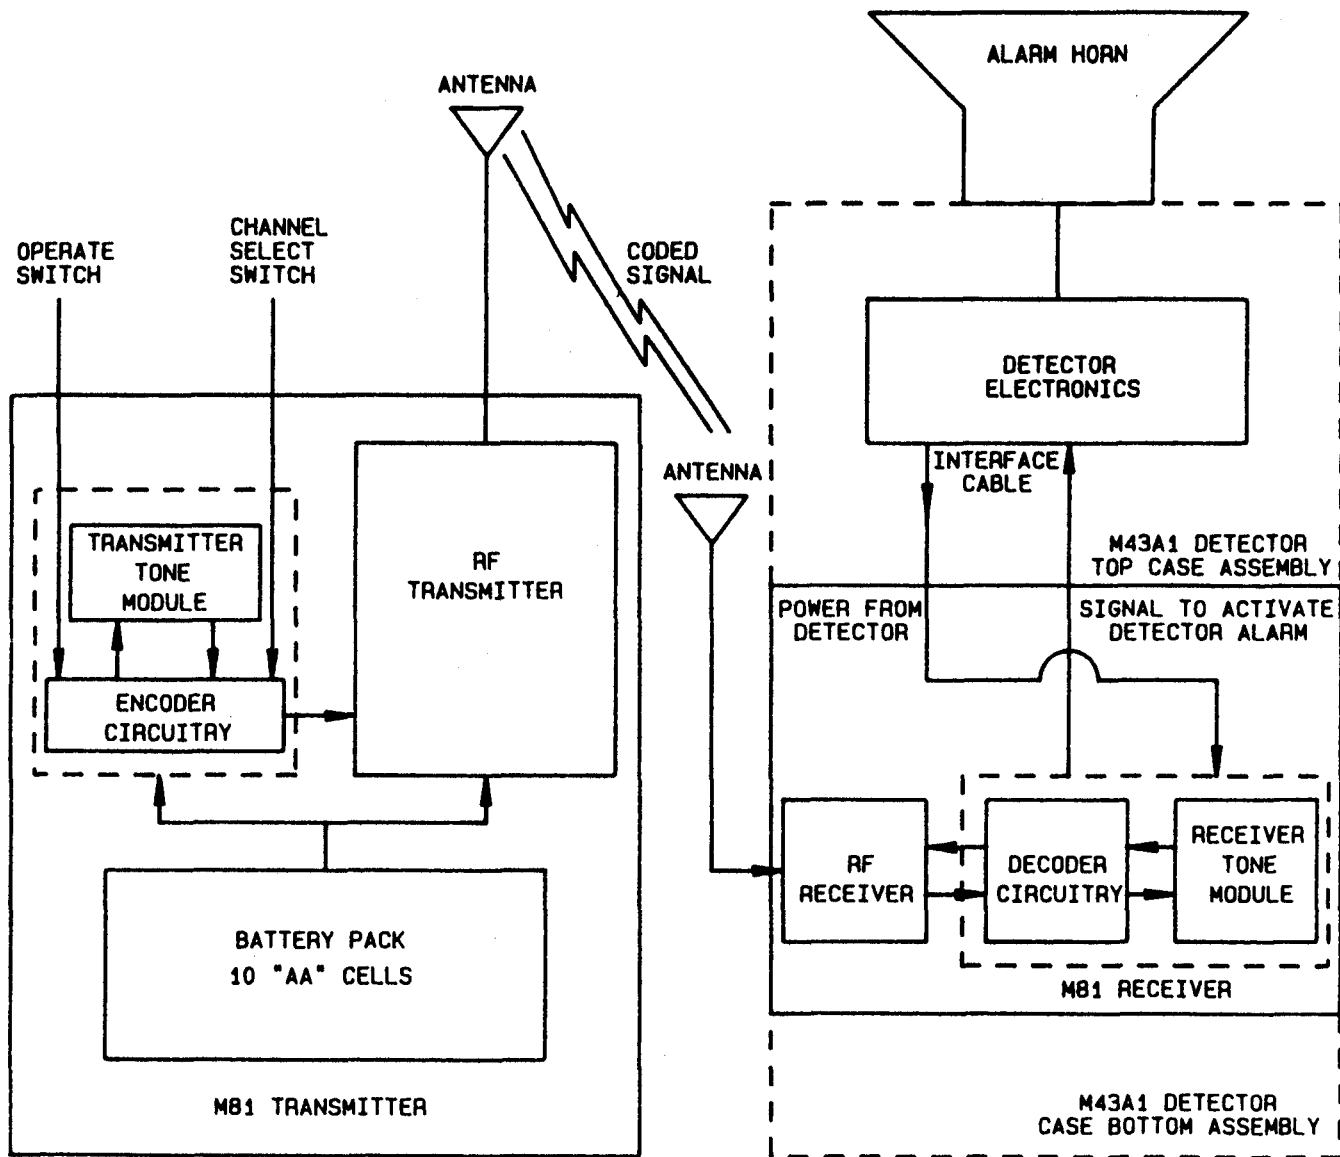 ALARM HORN
ANTENNA
OPERATE
SWITCH
CHANNEL
SELECT
SWITCH
CODED
SIGNAL
DETECTOR
ELECTRONICS
INTERFACE
CABLE
ANTENNA
M43A1 DETECTOR
TOP CASE ASSEMBLY
TRANSMITTER
TONE
MODULE
RF
TRANSMITTER
POWER FROM
DETECTOR
SIGNAL TO ACTIVATE
DETECTOR ALARM
ENCODER
CIRCUITRY
RF
RECEIVER
DECODER
CIRCUITRY
RECEIVER
TONE
MODULE
BATTERY PACK
10 "AA" CELLS
M81 RECEIVER
M81 TRANSMITTER
M43A1 DETECTOR
CASE BOTTOM ASSEMBLY